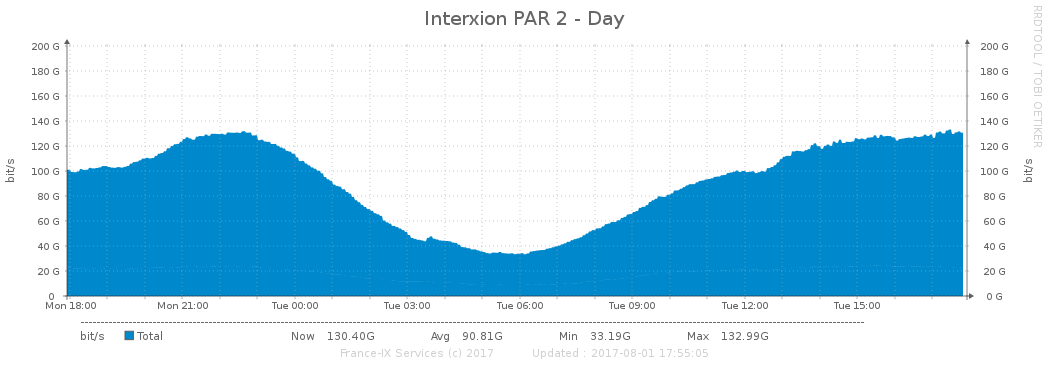 Interxion PAR 2 - Day
RRDTOOL / TOBI OETIKER
200 G 200 G
180 G 180 G
160 G 160 G
140 G 140 G
120 G 120 G
100 G 100 G
80 G 80 G
60 G 60 G
40 G 40 G
20 G 20 G
0 0 G
bit/s bit/s
Mon 18:00 Mon 21:00 Tue 00:00 Tue 03:00 Tue 06:00 Tue 09:00 Tue 12:00 Tue 15:00
bit/s Total Now 130.40G Avg 90.81G Min 33.19G Max 132.99G
France-IX Services (c) 2017 Updated : 2017-08-01 17:55:05